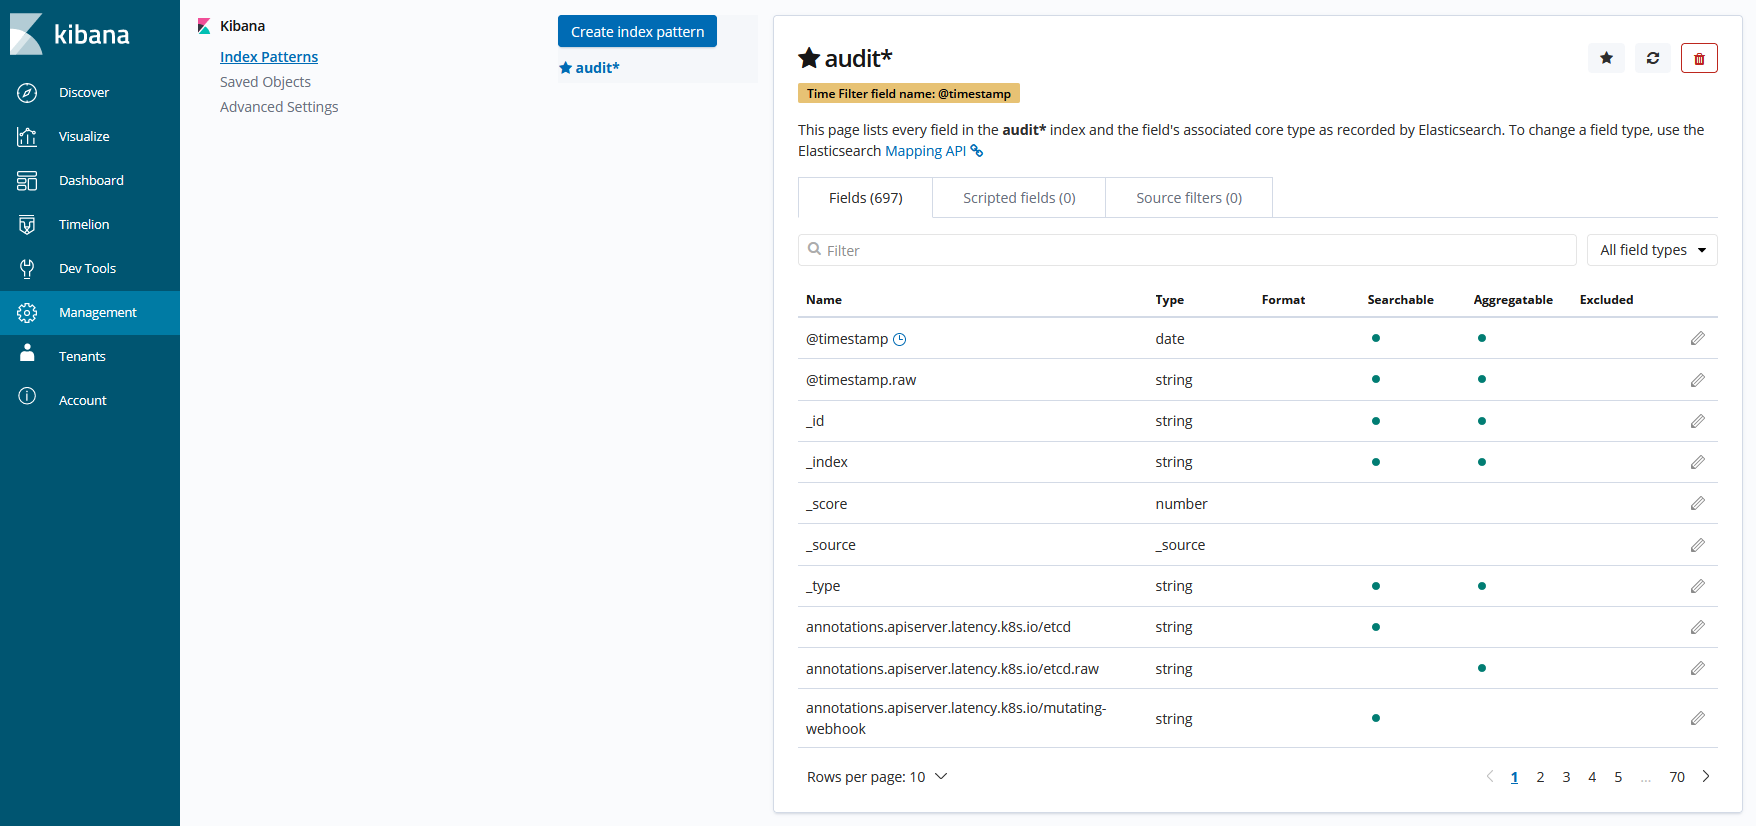 kibana
Discover
Visualize
Dashboard
Timelion
Dev Tools
Management
Tenants
Account
Kibana
Index Patterns
Saved Objects
Advanced Settings
Create index pattern
audit*
audit*
Time Filter field name: @timestamp
This page lists every field in the audit* index and the field's associated core type as recorded by Elasticsearch. To change a field type, use the
Elasticsearch Mapping API
Fields (697) Scripted fields (0) Source filters (0)
Filter All field types
Name Type Format Searchable Aggregatable Excluded
@timestamp date
@timestamp.raw string
_id string
_index string
_score number
_source _source
_type string
annotations.apiserver.latency.k8s.io/etcd string
annotations.apiserver.latency.k8s.io/etcd.raw string
annotations.apiserver.latency.k8s.io/mutating-
webhook string
Rows per page: 10 1 2 3 4 5 ... 70